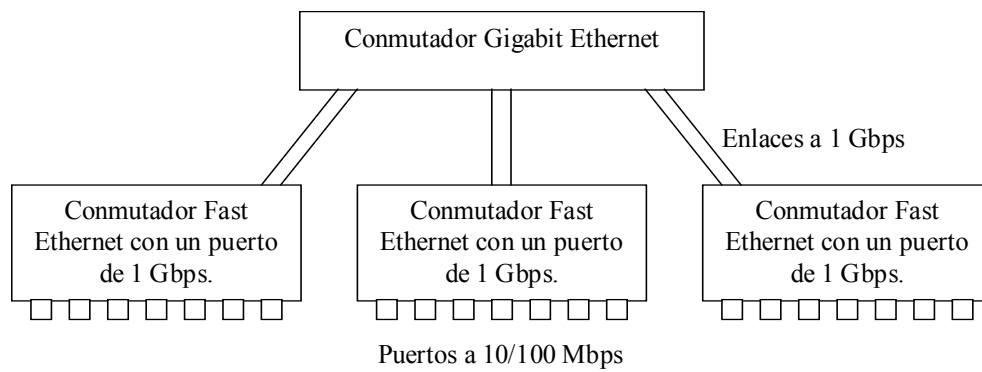 Conmutador Gigabit Ethernet
Enlaces a 1 Gbps
Conmutador Fast
Ethernet con un puerto
de 1 Gbps.
Conmutador Fast
Ethernet con un puerto
de 1 Gbps.
Conmutador Fast
Ethernet con un puerto
de 1 Gbps.
Puertos a 10/100 Mbps